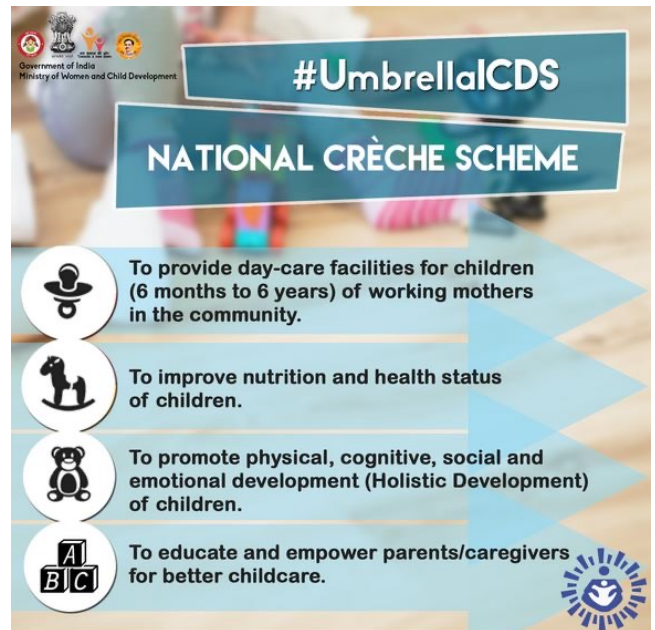 Government of India
Ministry of Women and Child Development
#UmbrellaICDS
NATIONAL CRÈCHE SCHEME
To provide day-care facilities for children
(6 months to 6 years) of working mothers
in the community.
To improve nutrition and health status
of children.
To promote physical, cognitive, social and
emotional development (Holistic Development)
of children.
A
B C
To educate and empower parents/caregivers
for better childcare.